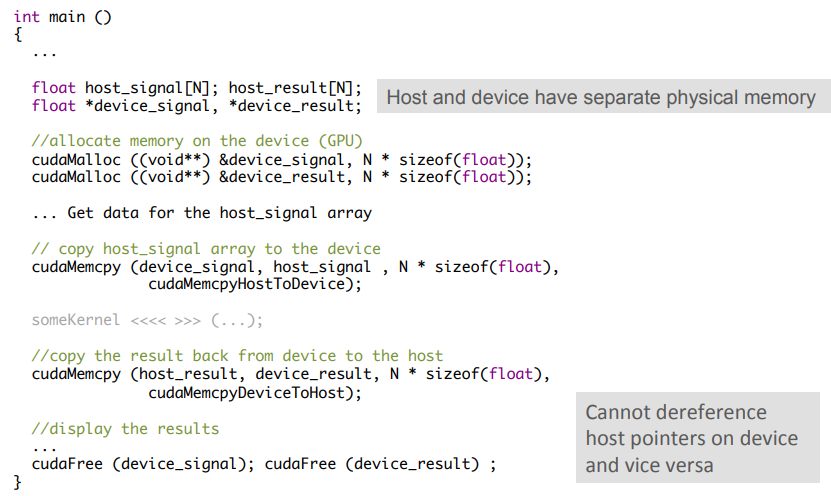 int main ()
{
...
float host_signal[N]; host_result[N];
float *device_signal, *device_result;
Host and device have separate physical memory
//allocate memory on the device (GPU)
cudaMalloc ((void**) &device_signal, N * sizeof(float));
cudaMalloc ((void**) &device_result, N * sizeof(float));
... Get data for the host_signal array
// copy host_signal array to the device
cudaMemcpy (device_signal, host_signal , N * sizeof(float),
cudaMemcpyHostToDevice);
someKernel <<<< >>> (...);
//copy the result back from device to the host
cudaMemcpy (host_result, device_result, N * sizeof(float),
cudaMemcpyDeviceToHost);
//display the results
...
cudaFree (device_signal); cudaFree (device_result) ;
}
Cannot dereference
host pointers on device
and vice versa